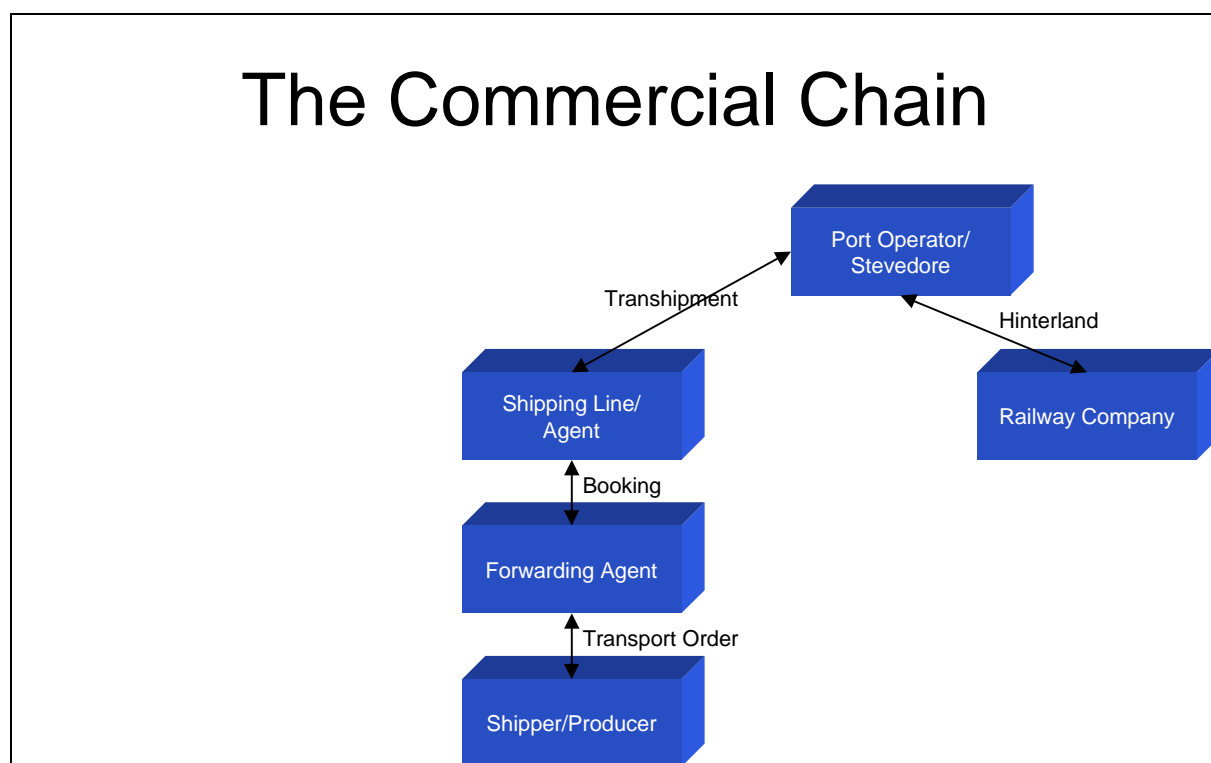 The Commercial Chain
Port Operator/
Stevedore
Transhipment
Hinterland
Shipping Line/
Agent
Railway Company
Booking
Forwarding Agent
Transport Order
Shipper/Producer